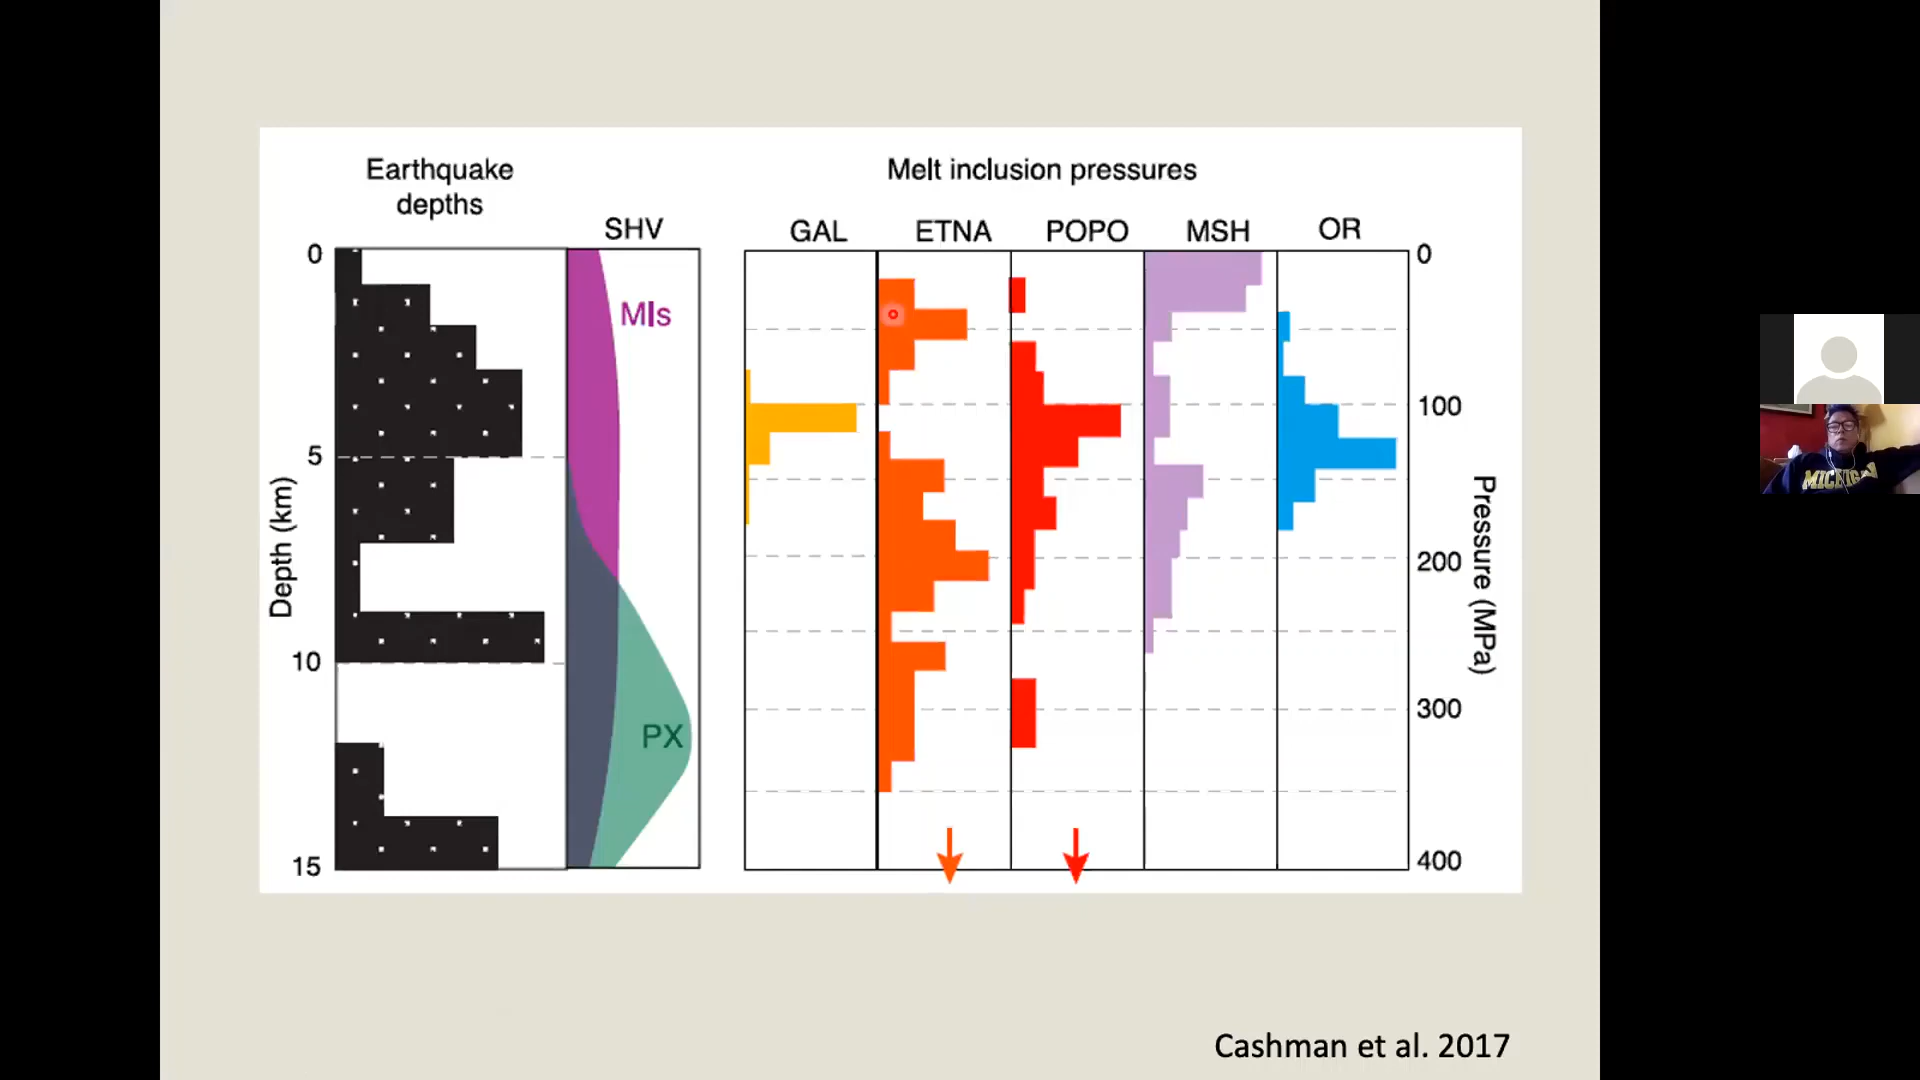 Earthquake
depths
Melt inclusion pressures
SHV
GAL
ETNA
POPO
MSH
OR
0
5
10
15
Depth (km)
MIs
PX
0
100
200
300
400
Pressure (MPa)
MICHIGAN
Cashman et al. 2017